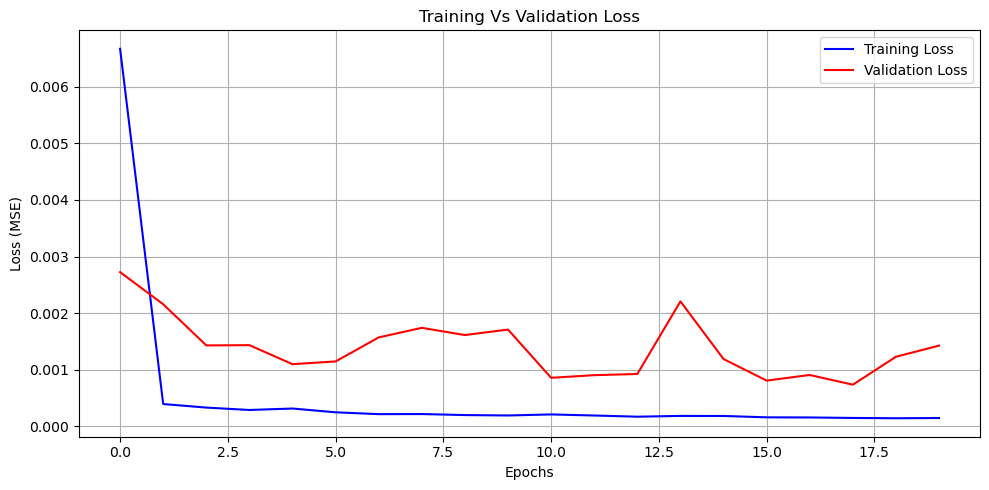 Training Vs Validation Loss
Training Loss
Validation Loss
Loss (MSE)
0.006
0.005
0.004
0.003
0.002
0.001
0.000
0.0 2.5 5.0 7.5 10.0 12.5 15.0 17.5
Epochs